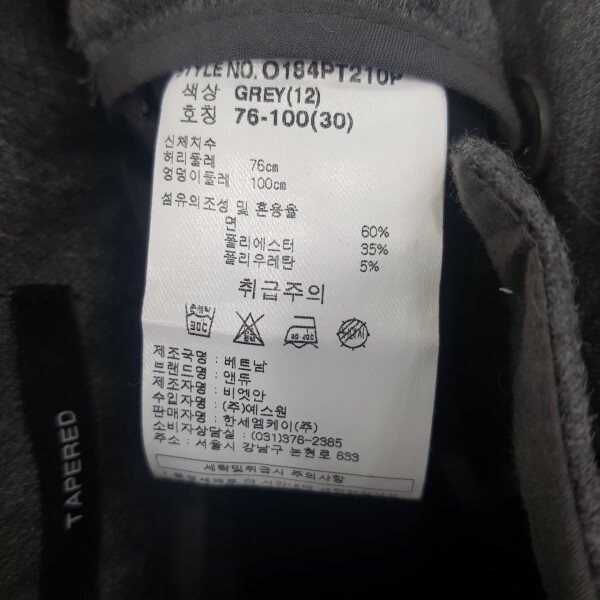 STYLE NO. O184PT210P
색상 GREY(12)
호칭 76-100(30)
신체치수
허리둘레 76cm
엉덩이둘레 100cm
섬유의조성 및 혼용율
면 60%
폴리에스터 35%
폴리우레탄 5%
취급주의
제조국명 : 베트남
브랜드명 : 앤듀
제조자명 : 비엣안
수입자명 : (주)예스원
판매자명 : 한세엠케이(주)
소비자상담실 : (031)376-2385
주소 : 서울시 강남구 논현로 633
세탁및취급시 주의사항
TAPERED